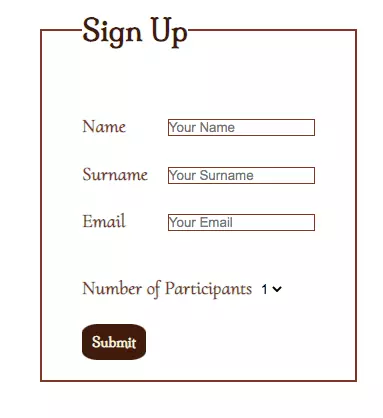 Sign Up
Name Your Name
Surname Your Surname
Email Your Email
Number of Participants 1
Submit